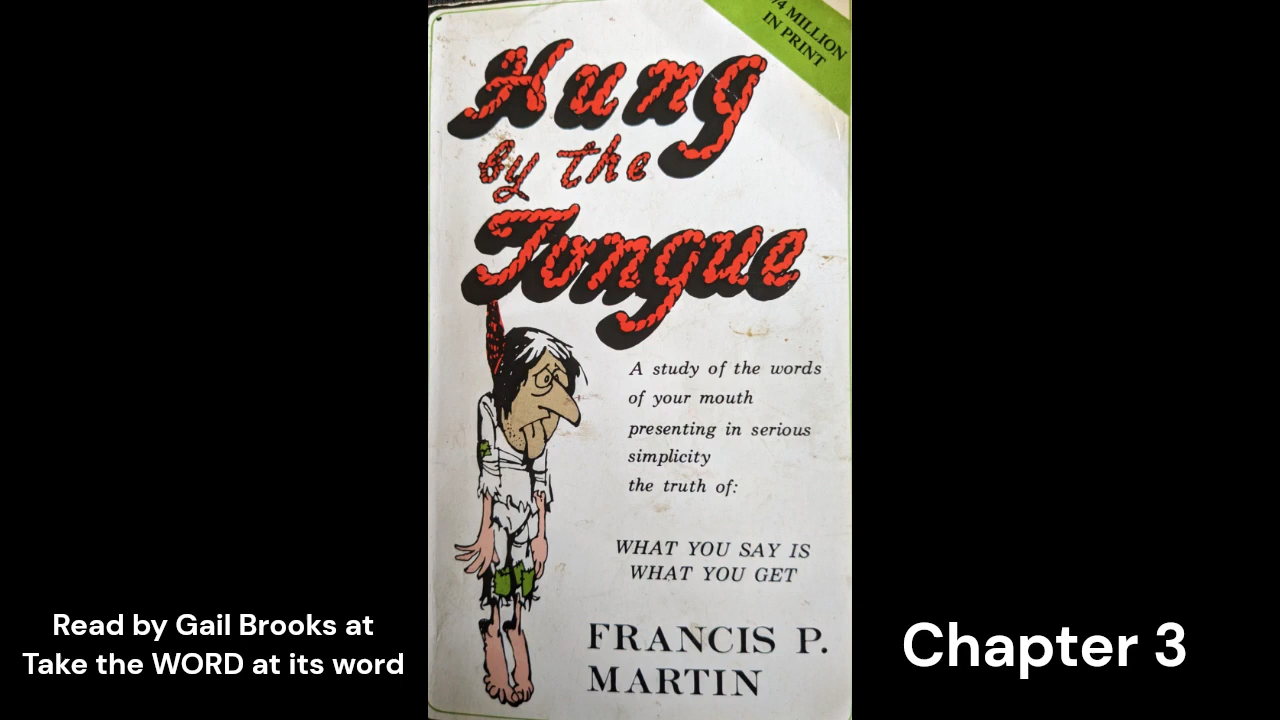 MILLION
IN PRINT
Hung
by the
Tongue
A study of the words
of your mouth
presenting in serious
simplicity
the truth of:
WHAT YOU SAY IS
WHAT YOU GET
FRANCIS P.
MARTIN
Read by Gail Brooks at
Take the WORD at its word
Chapter 3